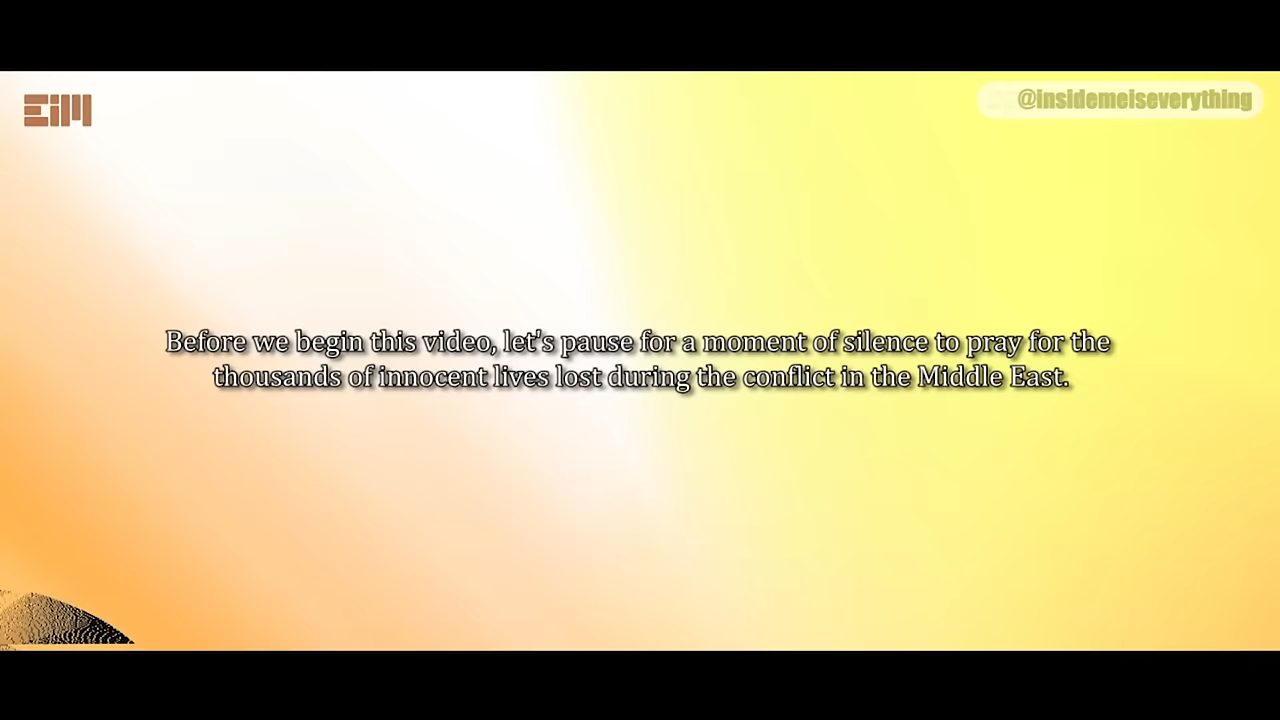 EiM
@insidemeiseverything
Before we begin this video, let's pause for a moment of silence to pray for the
thousands of innocent lives lost during the conflict in the Middle East.